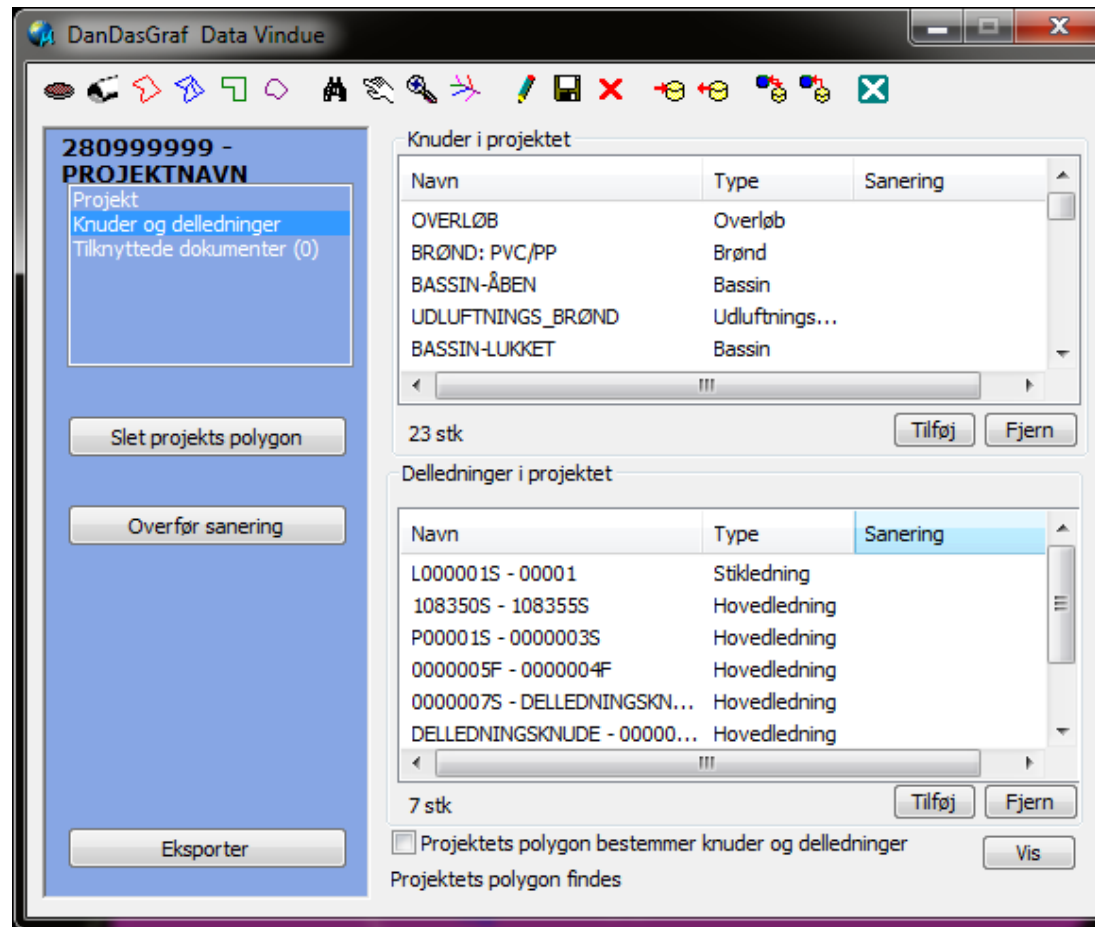 DanDasGraf Data Vindue
280999999 -
PROJEKTNAVN
Projekt
Knuder og delledninger
Tilknyttede dokumenter (0)
Slet projekts polygon
Overfør sanering
Eksporter
Knuder i projektet
Navn Type Sanering
OVERLØB Overløb
BRØND: PVC/PP Brønd
BASSIN-ÅBEN Bassin
UDLUFTNINGS_BRØND Udluftnings...
BASSIN-LUKKET Bassin
23 stk Tilføj Fjern
Delledninger i projektet
Navn Type Sanering
L000001S - 00001 Stikledning
108350S - 108355S Hovedledning
P00001S - 0000003S Hovedledning
0000005F - 0000004F Hovedledning
0000007S - DELLEDNINGSKN... Hovedledning
DELLEDNINGSKNUDE - 00000... Hovedledning
7 stk Tilføj Fjern
Projektets polygon bestemmer knuder og delledninger
Vis
Projektets polygon findes